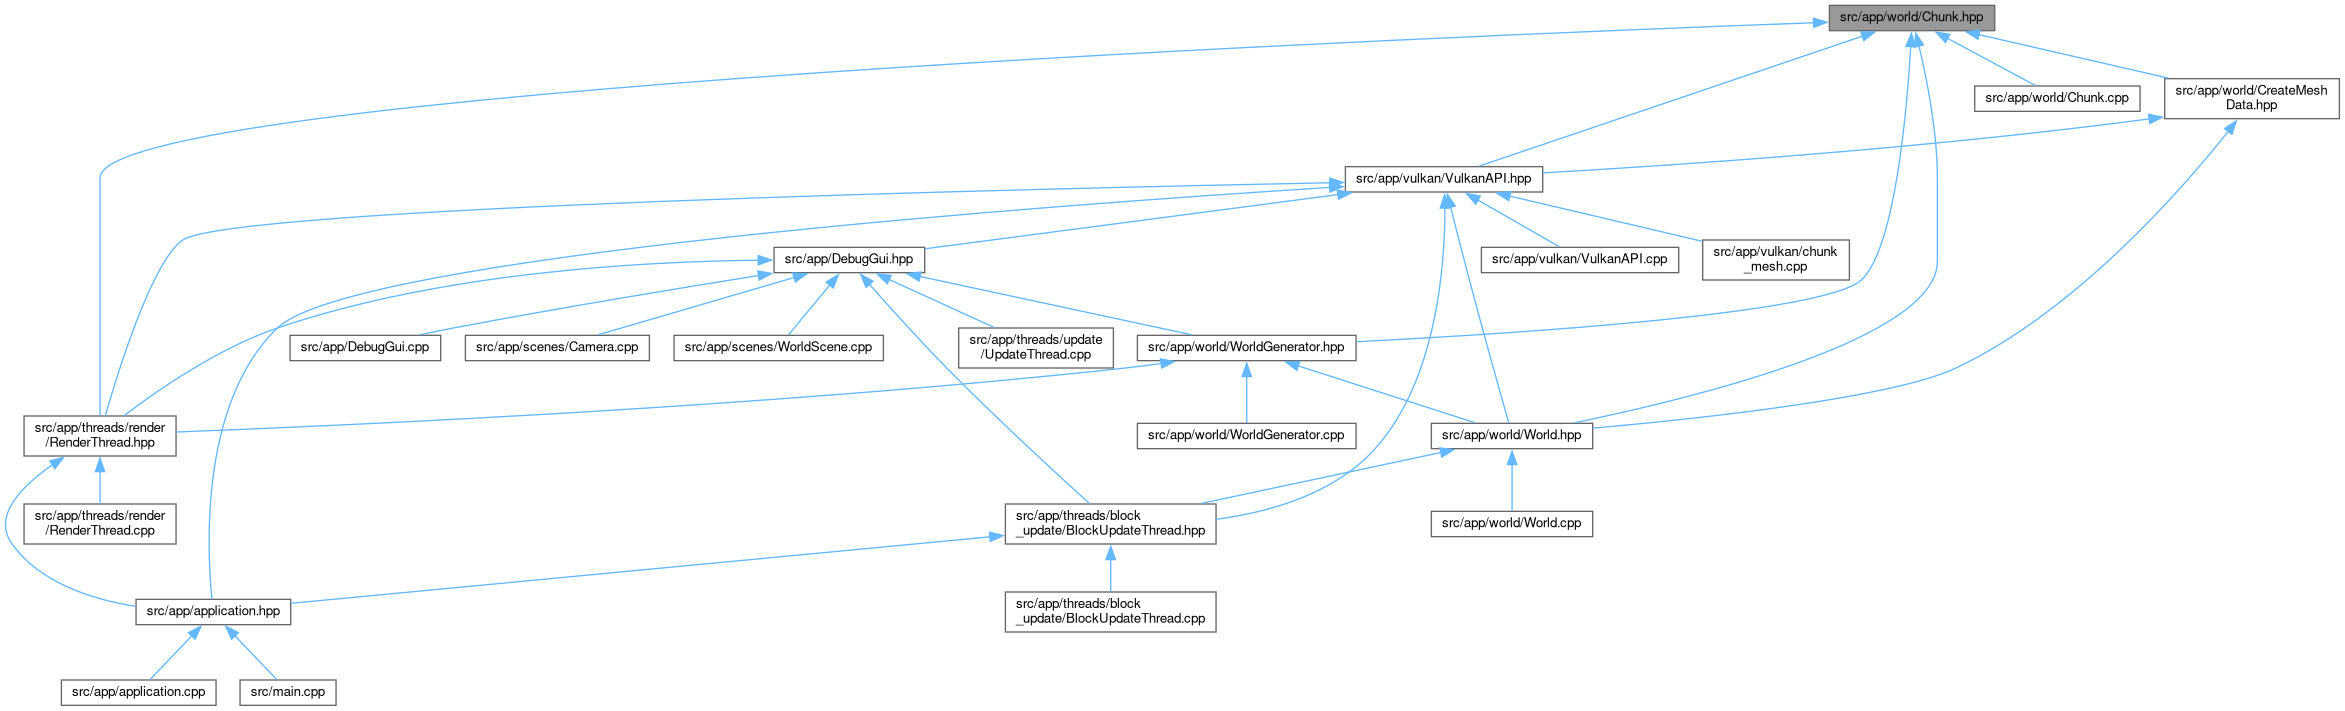 src/app/world/Chunk.hpp
src/app/world/Chunk.cpp
src/app/world/CreateMesh
Data.hpp
src/app/vulkan/VulkanAPI.hpp
src/app/DebugGui.hpp
src/app/vulkan/VulkanAPI.cpp
src/app/vulkan/chunk
_mesh.cpp
src/app/DebugGui.cpp
src/app/scenes/Camera.cpp
src/app/scenes/WorldScene.cpp
src/app/threads/update
/UpdateThread.cpp
src/app/world/WorldGenerator.hpp
src/app/threads/render
/RenderThread.hpp
src/app/world/WorldGenerator.cpp
src/app/world/World.hpp
src/app/threads/render
/RenderThread.cpp
src/app/threads/block
_update/BlockUpdateThread.hpp
src/app/world/World.cpp
src/app/application.hpp
src/app/threads/block
_update/BlockUpdateThread.cpp
src/app/application.cpp
src/main.cpp